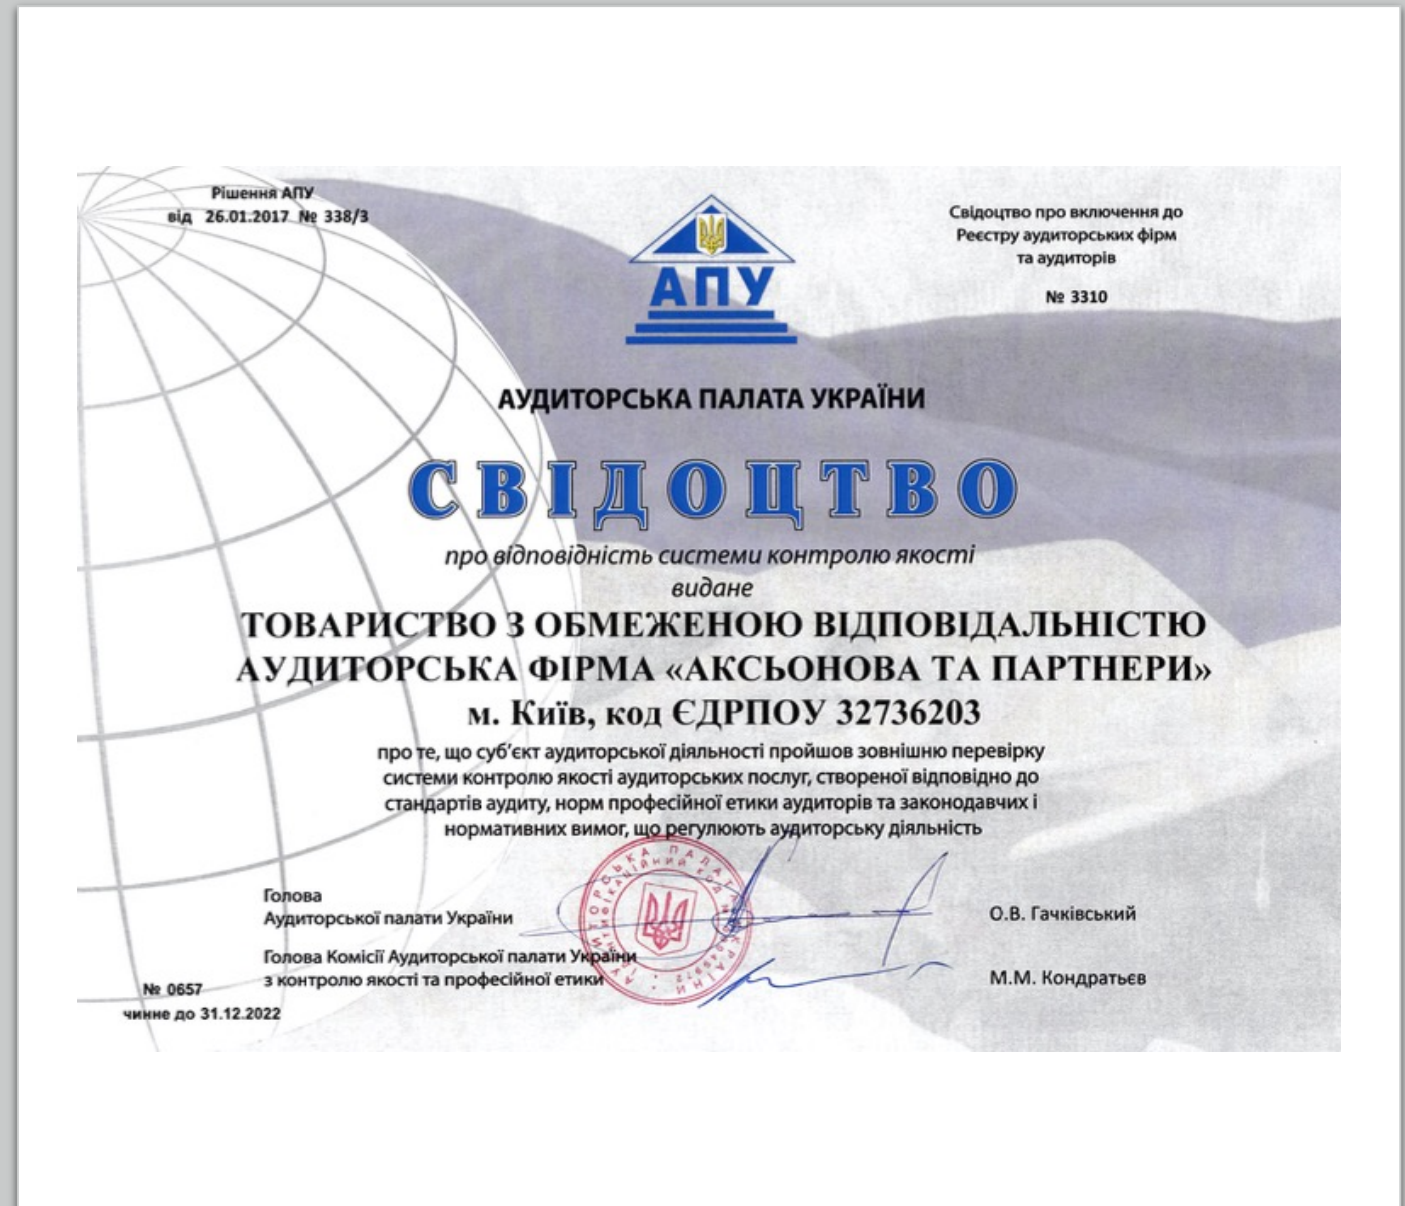 Рішення АПУ
від 26.01.2017 № 338/3
Свідоцтво про включення до
Реєстру аудиторських фірм
та аудиторів
№ 3310
АПУ
АУДИТОРСЬКА ПАЛАТА УКРАЇНИ
СВІДОЦТВО
про відповідність системи контролю якості
видане
ТОВАРИСТВО З ОБМЕЖЕНОЮ ВІДПОВІДАЛЬНІСТЮ
АУДИТОРСЬКА ФІРМА «АКСЬОНОВА ТА ПАРТНЕРИ»
м. Київ, код ЄДРПОУ 32736203
про те, що суб’єкт аудиторської діяльності пройшов зовнішню перевірку
системи контролю якості аудиторських послуг, створеної відповідно до
стандартів аудиту, норм професійної етики аудиторів та законодавчих і
нормативних вимог, що регулюють аудиторську діяльність
Голова
Аудиторської палати України
О.В. Гачківський
Голова Комісії Аудиторської палати України
з контролю якості та професійної етики
М.М. Кондратьєв
№ 0657
чинне до 31.12.2022
АУДИТОРСЬКА ПАЛАТА УКРАЇНИ